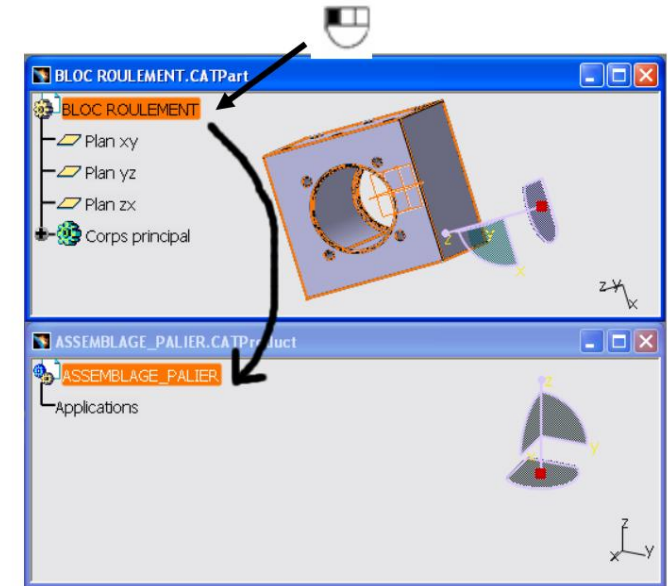 BLOC ROULEMENT.CATPart
BLOC ROULEMENT
Plan xy
Plan yz
Plan zx
Corps principal
z
y
x
z y
x
ASSEMBLAGE_PALIER.CATProduct
ASSEMBLAGE_PALIER
Applications
z
y
z
x
y